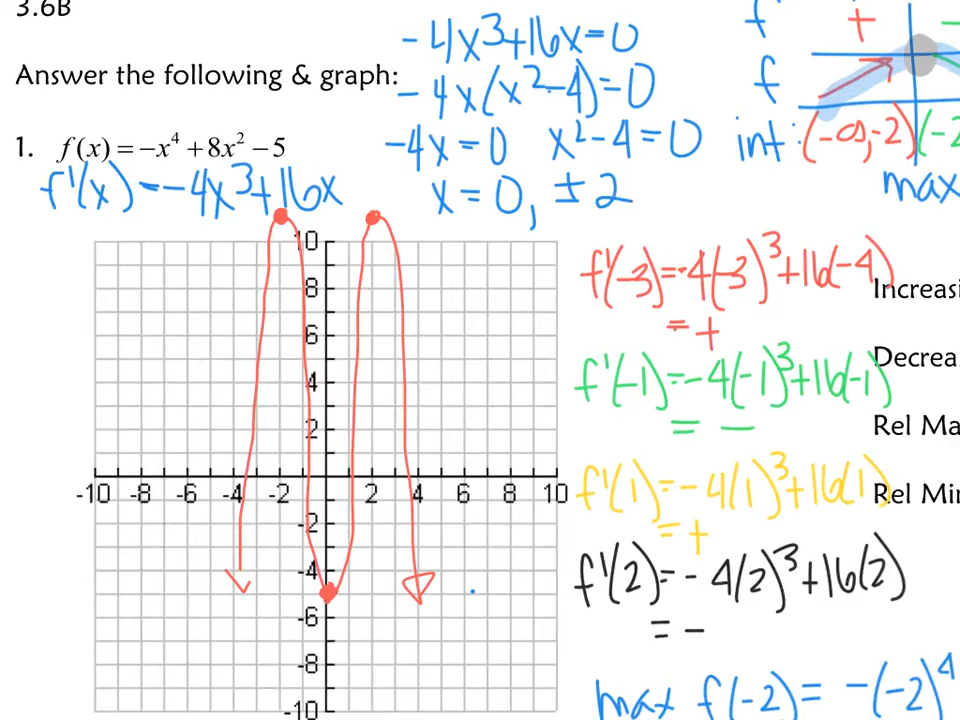 3.6B
Answer the following & graph:
1. f(x) = −x⁴ + 8x² − 5
f'(x) = −4x³+16x
-4x³+16x=0
-4x(x²-4)=0
-4x=0 x²-4=0
x=0, ±2
f' + -
f
int: (-∞,-2) (-2
max
10
8
6
4
2
-10 -8 -6 -4 -2 2 4 6 8 10
-2
-4
-6
-8
-10
f'(-3)=-4(-3)³+16(-4)
= +
f'(-1)=-4(-1)³+16(-1)
= -
f'(1)=-4(1)³+16(1)
= +
f'(2)=-4(2)³+16(2)
= -
max f(-2)= -(-2)⁴
Increasi
Decrea
Rel Ma
Rel Min